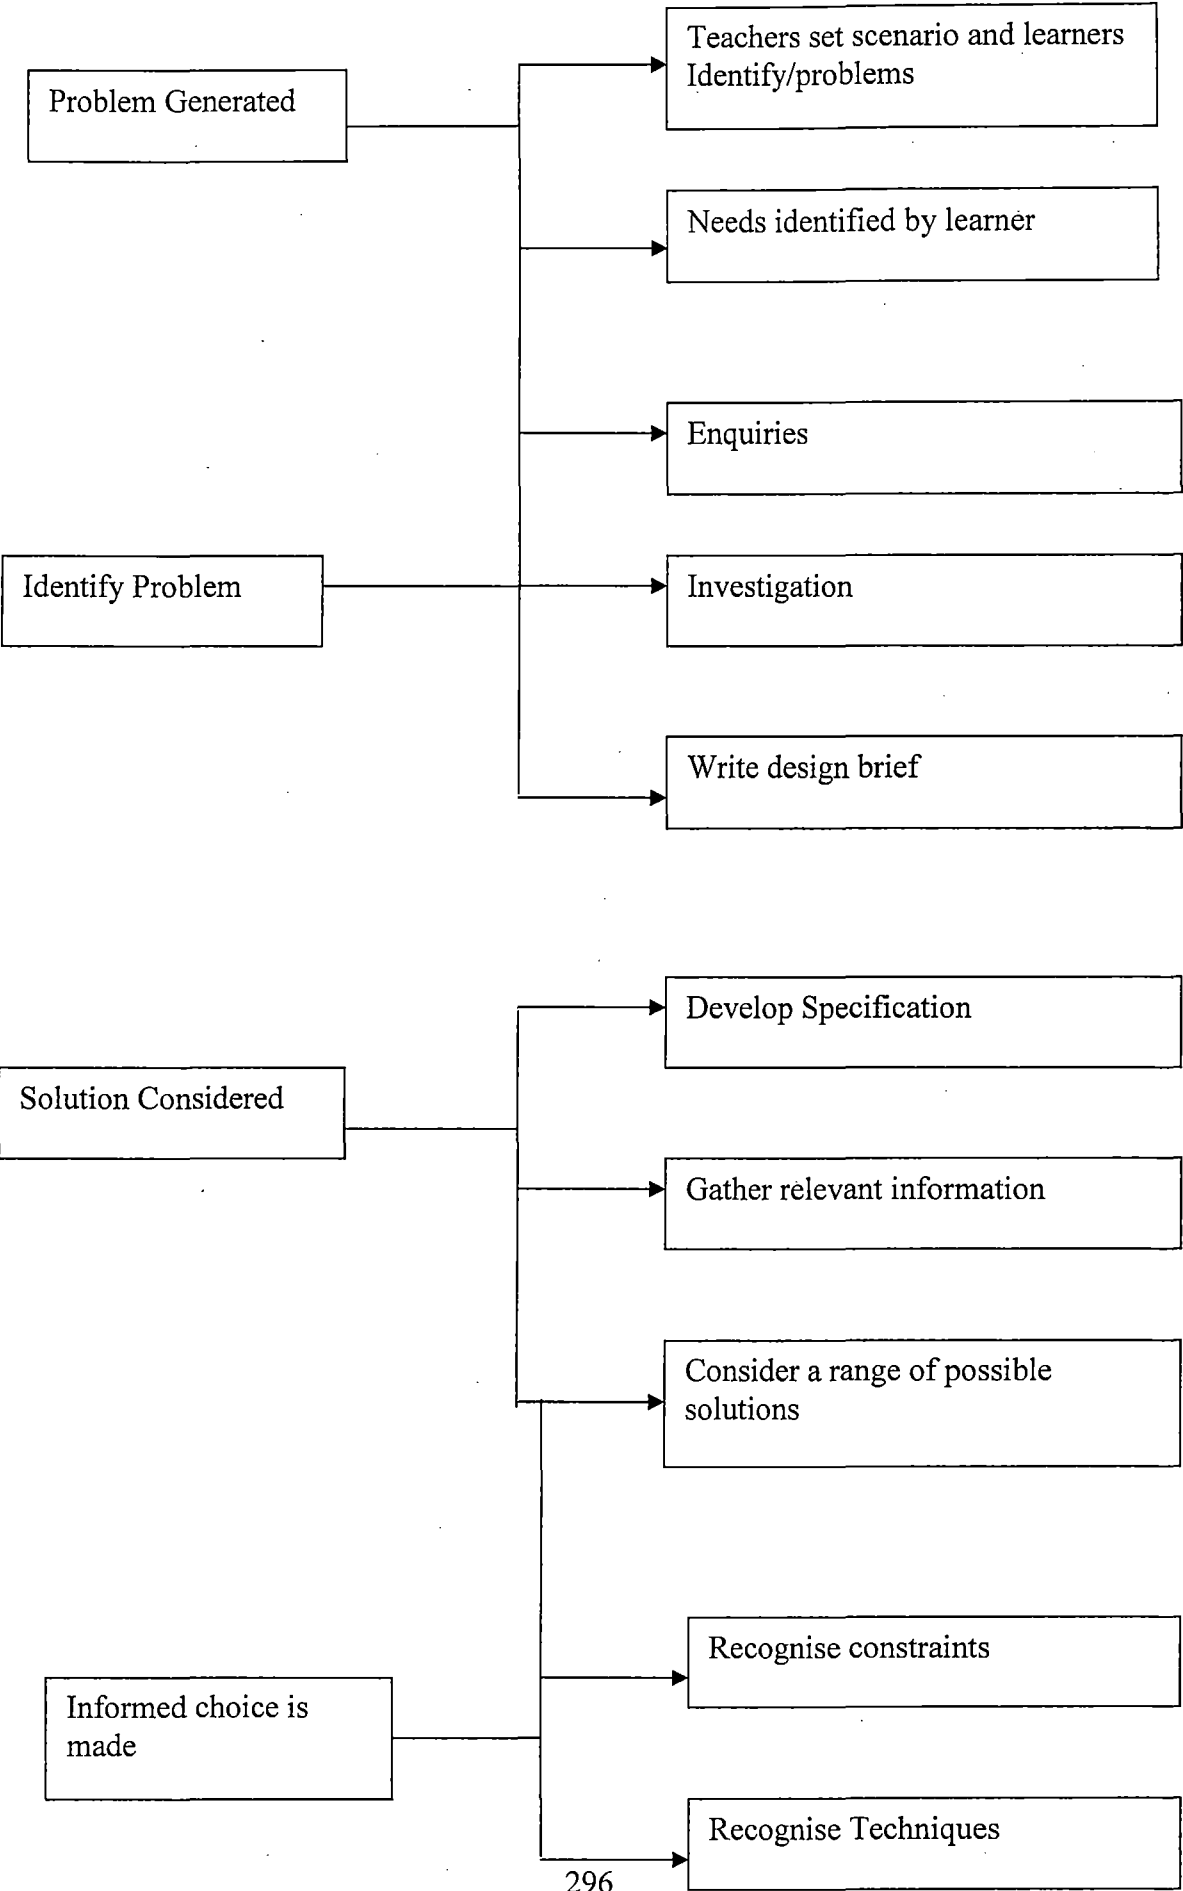 Teachers set scenario and learners
Identify/problems
Problem Generated
Needs identified by learner
Enquiries
Identify Problem
Investigation
Write design brief
Develop Specification
Solution Considered
Gather relevant information
Consider a range of possible
solutions
Recognise constraints
Informed choice is
made
Recognise Techniques
296